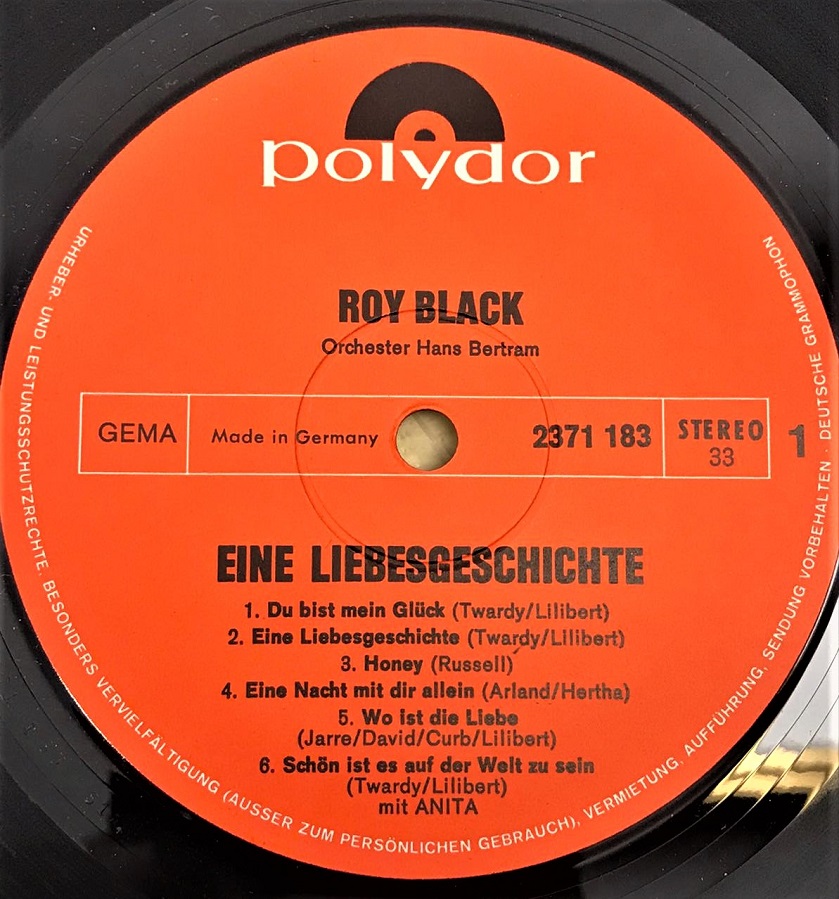 polydor
ROY BLACK
Orchester Hans Bertram
GEMA
Made in Germany
2371 183
STEREO
33
1
EINE LIEBESGESCHICHTE
1. Du bist mein Glück (Twardy/Lilibert)
2. Eine Liebesgeschichte (Twardy/Lilibert)
3. Honey (Russell)
4. Eine Nacht mit dir allein (Arland/Hertha)
5. Wo ist die Liebe
(Jarre/David/Curb/Lilibert)
6. Schön ist es auf der Welt zu sein
(Twardy/Lilibert)
mit ANITA
URHEBER- UND LEISTUNGSSCHUTZRECHTE, BESONDERS VERVIELFÄLTIGUNG (AUSSER ZUM PERSÖNLICHEN GEBRAUCH), VERMIETUNG, AUFFÜHRUNG, SENDUNG VORBEHALTEN · DEUTSCHE GRAMMOPHON